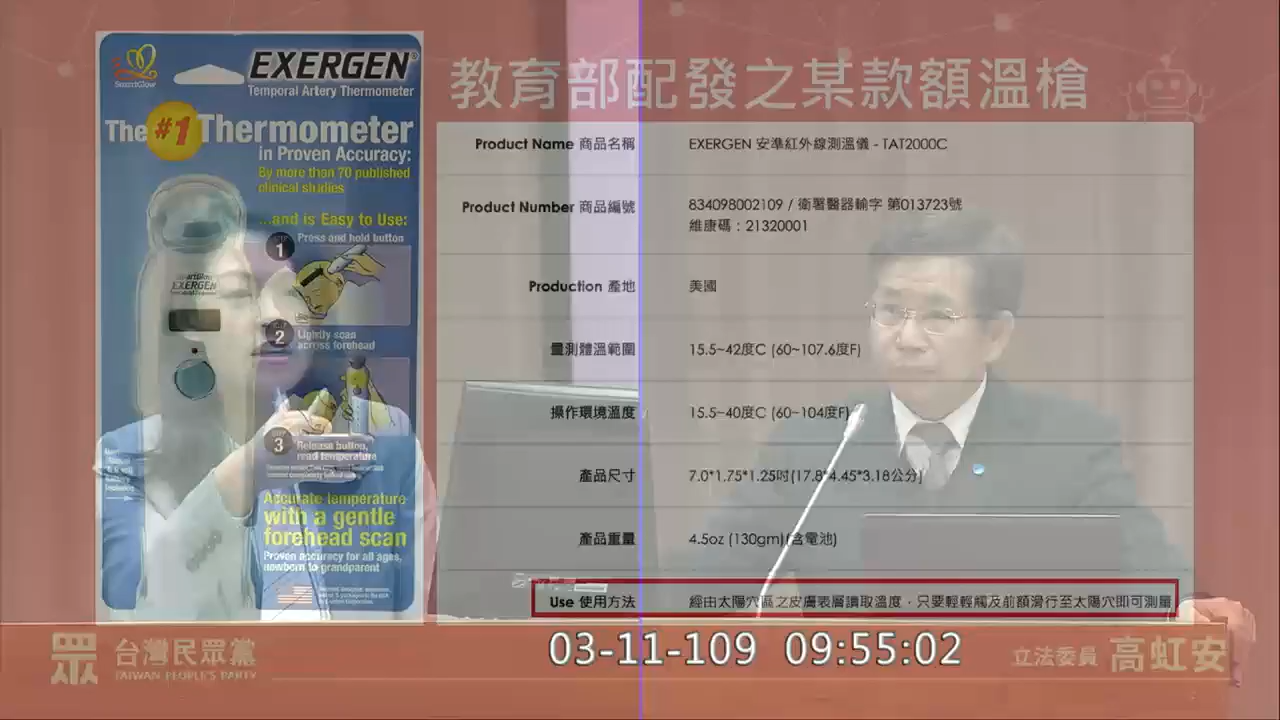 SmartGlow
EXERGEN®
Temporal Artery Thermometer
The #1 Thermometer
in Proven Accuracy:
By more than 70 published
clinical studies
...and is Easy to Use:
1
Press and hold button
EXERGEN
2
Lightly scan
across forehead
3
Release button,
read temperature
Accurate temperature
with a gentle
forehead scan
Proven accuracy for all ages,
newborn to grandparent
教育部配發之某款額溫槍
Product Name 商品名稱 EXERGEN 安準紅外線測溫儀 - TAT2000C
Product Number 商品編號 834098002109 / 衛署醫器輸字 第013723號
維康碼：21320001
Production 產地 美國
量測體溫範圍 15.5~42度C (60~107.6度F)
操作環境溫度 15.5~40度C (60~104度F)
產品尺寸 7.0*1.75*1.25吋(17.8*4.45*3.18公分)
產品重量 4.5oz (130gm)(含電池)
Use 使用方法 經由太陽穴區之皮膚表層讀取溫度，只要輕輕觸及前額滑行至太陽穴即可測量
眾 台灣民眾黨
TAIWAN PEOPLE'S PARTY
03-11-109 09:55:02
立法委員 高虹安